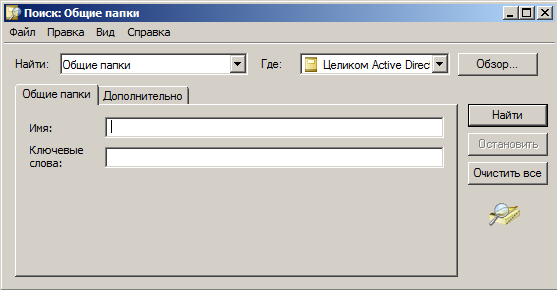 Поиск: Общие папки
Файл Правка Вид Справка
Найти: Общие папки Где: Целиком Active Direct Обзор...
Общие папки Дополнительно
Имя:
Ключевые
слова:
Найти
Остановить
Очистить все